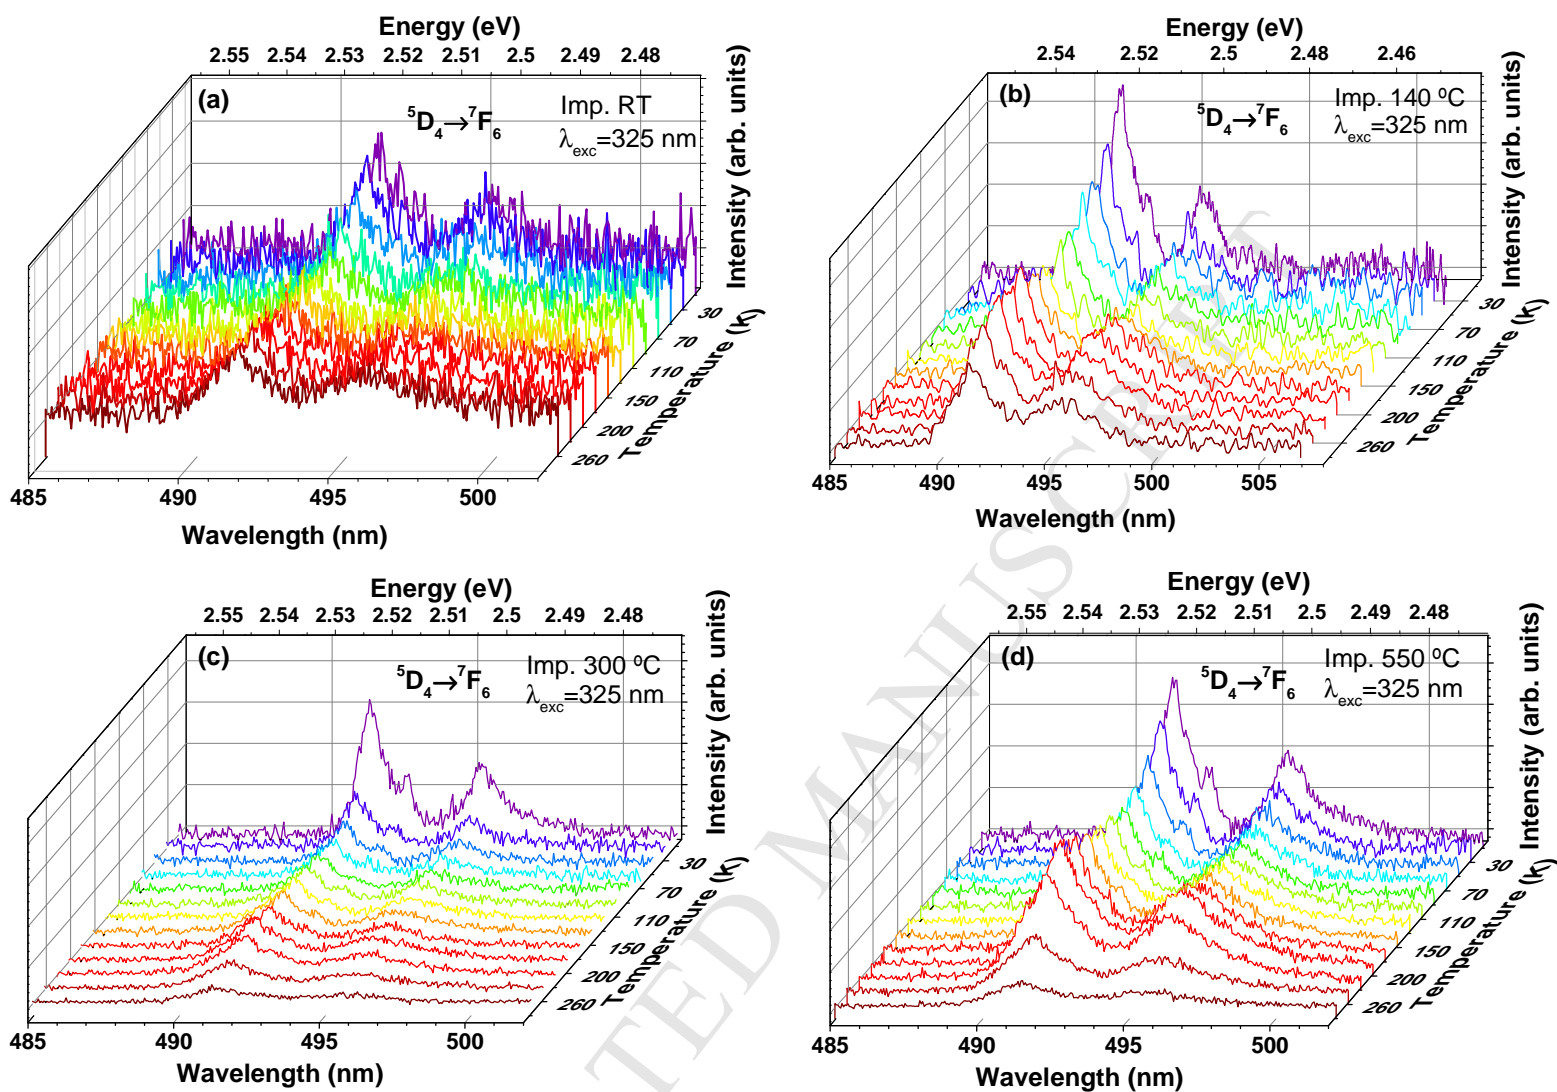 Energy (eV)
2.55 2.54 2.53 2.52 2.51 2.5 2.49 2.48
(a)
Imp. RT
⁵D₄→⁷F₆
λexc=325 nm
Intensity (arb. units)
30
70
110
150
200
260
Temperature (k)
485 490 495 500
Wavelength (nm)
Energy (eV)
2.54 2.52 2.5 2.48 2.46
(b)
Imp. 140 ºC
⁵D₄→⁷F₆
λexc=325 nm
Intensity (arb. units)
30
70
110
150
200
260
Temperature (k)
485 490 495 500 505
Wavelength (nm)
Energy (eV)
2.55 2.54 2.53 2.52 2.51 2.5 2.49 2.48
(c)
Imp. 300 ºC
⁵D₄→⁷F₆
λexc=325 nm
Intensity (arb. units)
30
70
110
150
200
260
Temperature (k)
485 490 495 500
Wavelength (nm)
Energy (eV)
2.55 2.54 2.53 2.52 2.51 2.5 2.49 2.48
(d)
Imp. 550 ºC
⁵D₄→⁷F₆
λexc=325 nm
Intensity (arb. units)
30
70
110
150
200
260
Temperature (k)
485 490 495 500
Wavelength (nm)
TED MANUSCRIPT